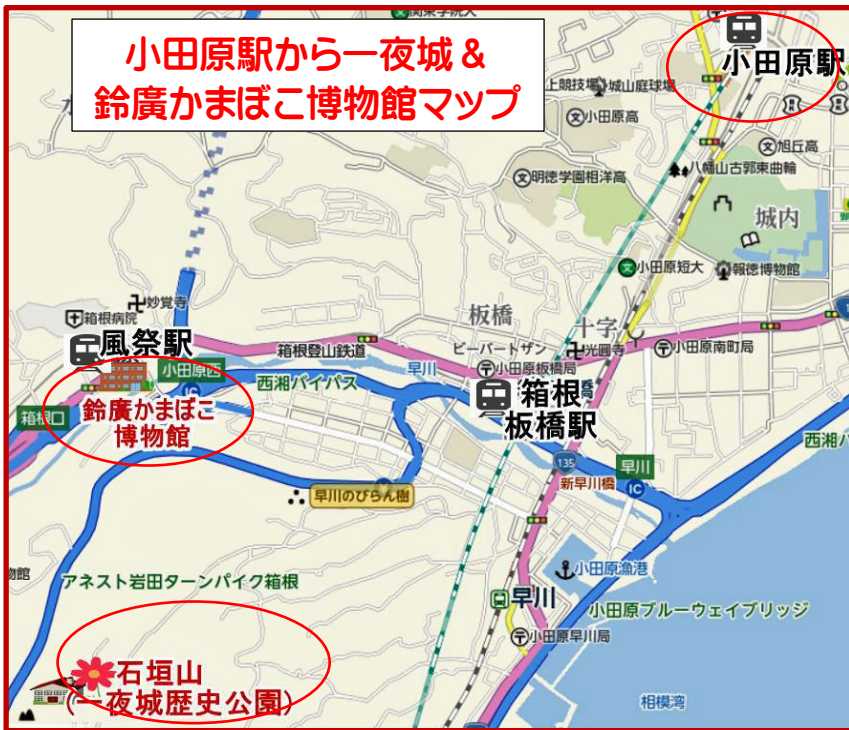 小田原駅から一夜城&
鈴廣かまぼこ博物館マップ
小田原駅
上競技場
城山庭球場
小田原高
旭丘高
八幡山古郭東曲輪
明徳学園相洋高
城内
小田原短大
報徳博物館
妙覚寺
箱根病院
風祭駅
板橋
十字
箱根登山鉄道
ビーバートザン
光圓寺
小田原南町局
小田原板橋局
小田原西
IC
西湘バイパス
早川
箱根口
鈴廣かまぼこ
博物館
箱根
板橋駅
橋
西湘バ
135
早川
IC
新早川橋
早川のびらん樹
物館
アネスト岩田ターンパイク箱根
小田原漁港
早川
小田原ブルーウェイブリッジ
小田原早川局
石垣山
(一夜城歴史公園)
相模湾